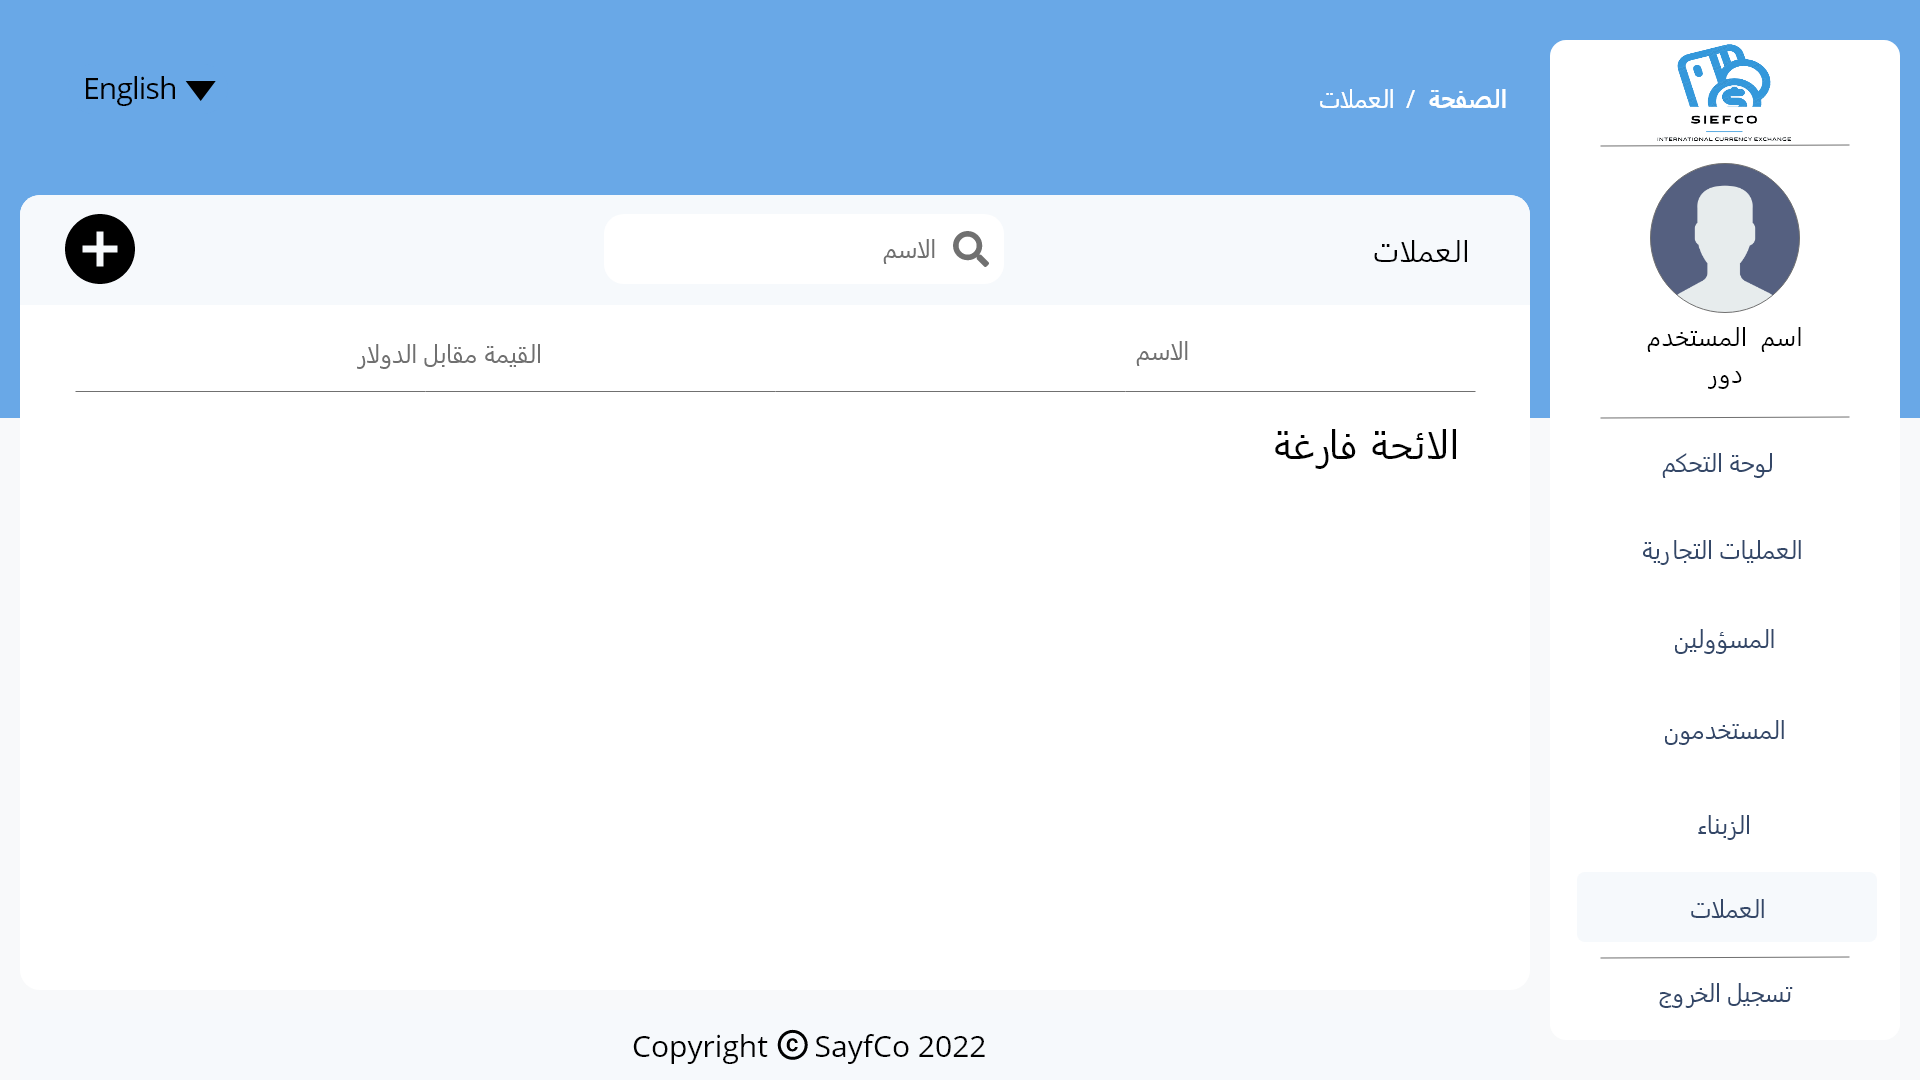 English
الصفحة / العملات
SIEFCO
INTERNATIONAL CURRENCY EXCHANGE
اسم المستخدم
دور
لوحة التحكم
العمليات التجارية
المسؤولين
المستخدمون
الزبناء
العملات
تسجيل الخروج
العملات
الاسم
الاسم
القيمة مقابل الدولار
الائحة فارغة
Copyright © SayfCo 2022